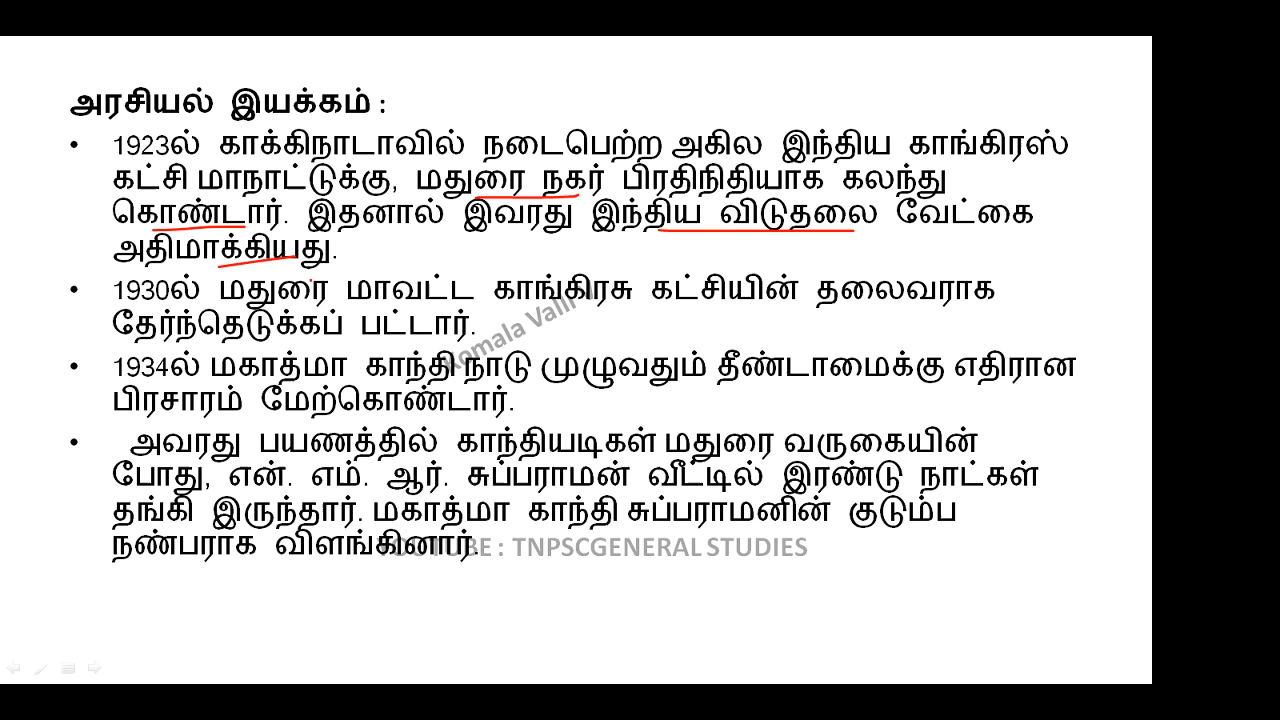 அரசியல் இயக்கம் :
• 1923ல் காக்கிநாடாவில் நடைபெற்ற அகில இந்திய காங்கிரஸ்
கட்சி மாநாட்டுக்கு, மதுரை நகர் பிரதிநிதியாக கலந்து
கொண்டார். இதனால் இவரது இந்திய விடுதலை வேட்கை
அதிமாக்கியது.
• 1930ல் மதுரை மாவட்ட காங்கிரசு கட்சியின் தலைவராக
தேர்ந்தெடுக்கப் பட்டார்.
Komala Valli
• 1934ல் மகாத்மா காந்தி நாடு முழுவதும் தீண்டாமைக்கு எதிரான
பிரசாரம் மேற்கொண்டார்.
• அவரது பயணத்தில் காந்தியடிகள் மதுரை வருகையின்
போது, என். எம். ஆர். சுப்பராமன் வீட்டில் இரண்டு நாட்கள்
தங்கி இருந்தார். மகாத்மா காந்தி சுப்பராமனின் குடும்ப
நண்பராக விளங்கினார்.
: TNPSCGENERAL STUDIES